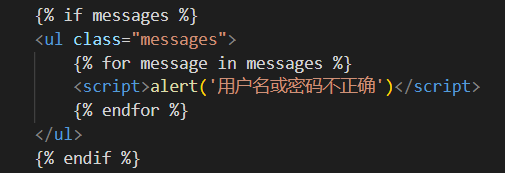 {% if messages %}
<ul class="messages">
{% for message in messages %}
<script>alert('用户名或密码不正确')</script>
{% endfor %}
</ul>
{% endif %}